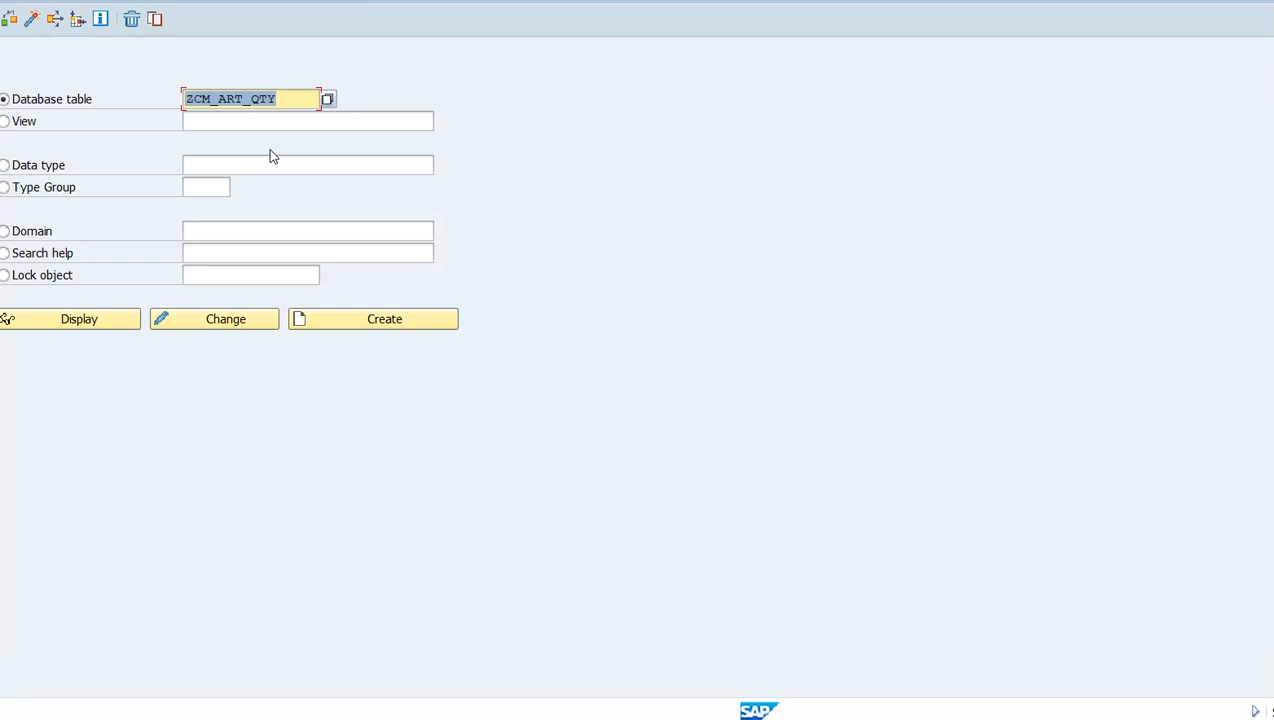 Database table ZCM_ART_QTY
View
Data type
Type Group
Domain
Search help
Lock object
Display Change Create
SAP